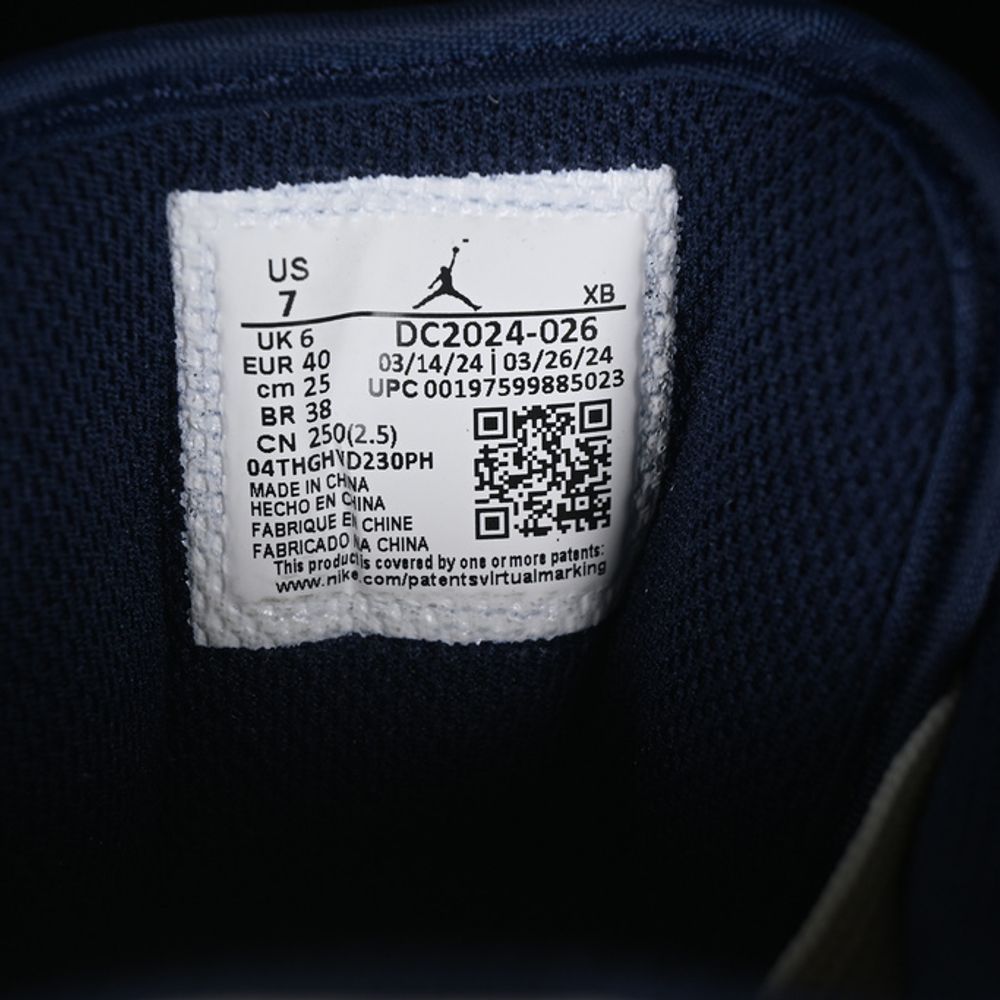 US
7
XB
UK 6
DC2024-026
EUR 40
03/14/24 | 03/26/24
cm 25
UPC 00197599885023
BR 38
CN 250(2.5)
MADE IN CHINA
HECHO EN CHINA
FABRIQUE EN CHINE
FABRICADO NA CHINA
This product is covered by one or more patents:
www.nike.com/patentsvirtualmarking